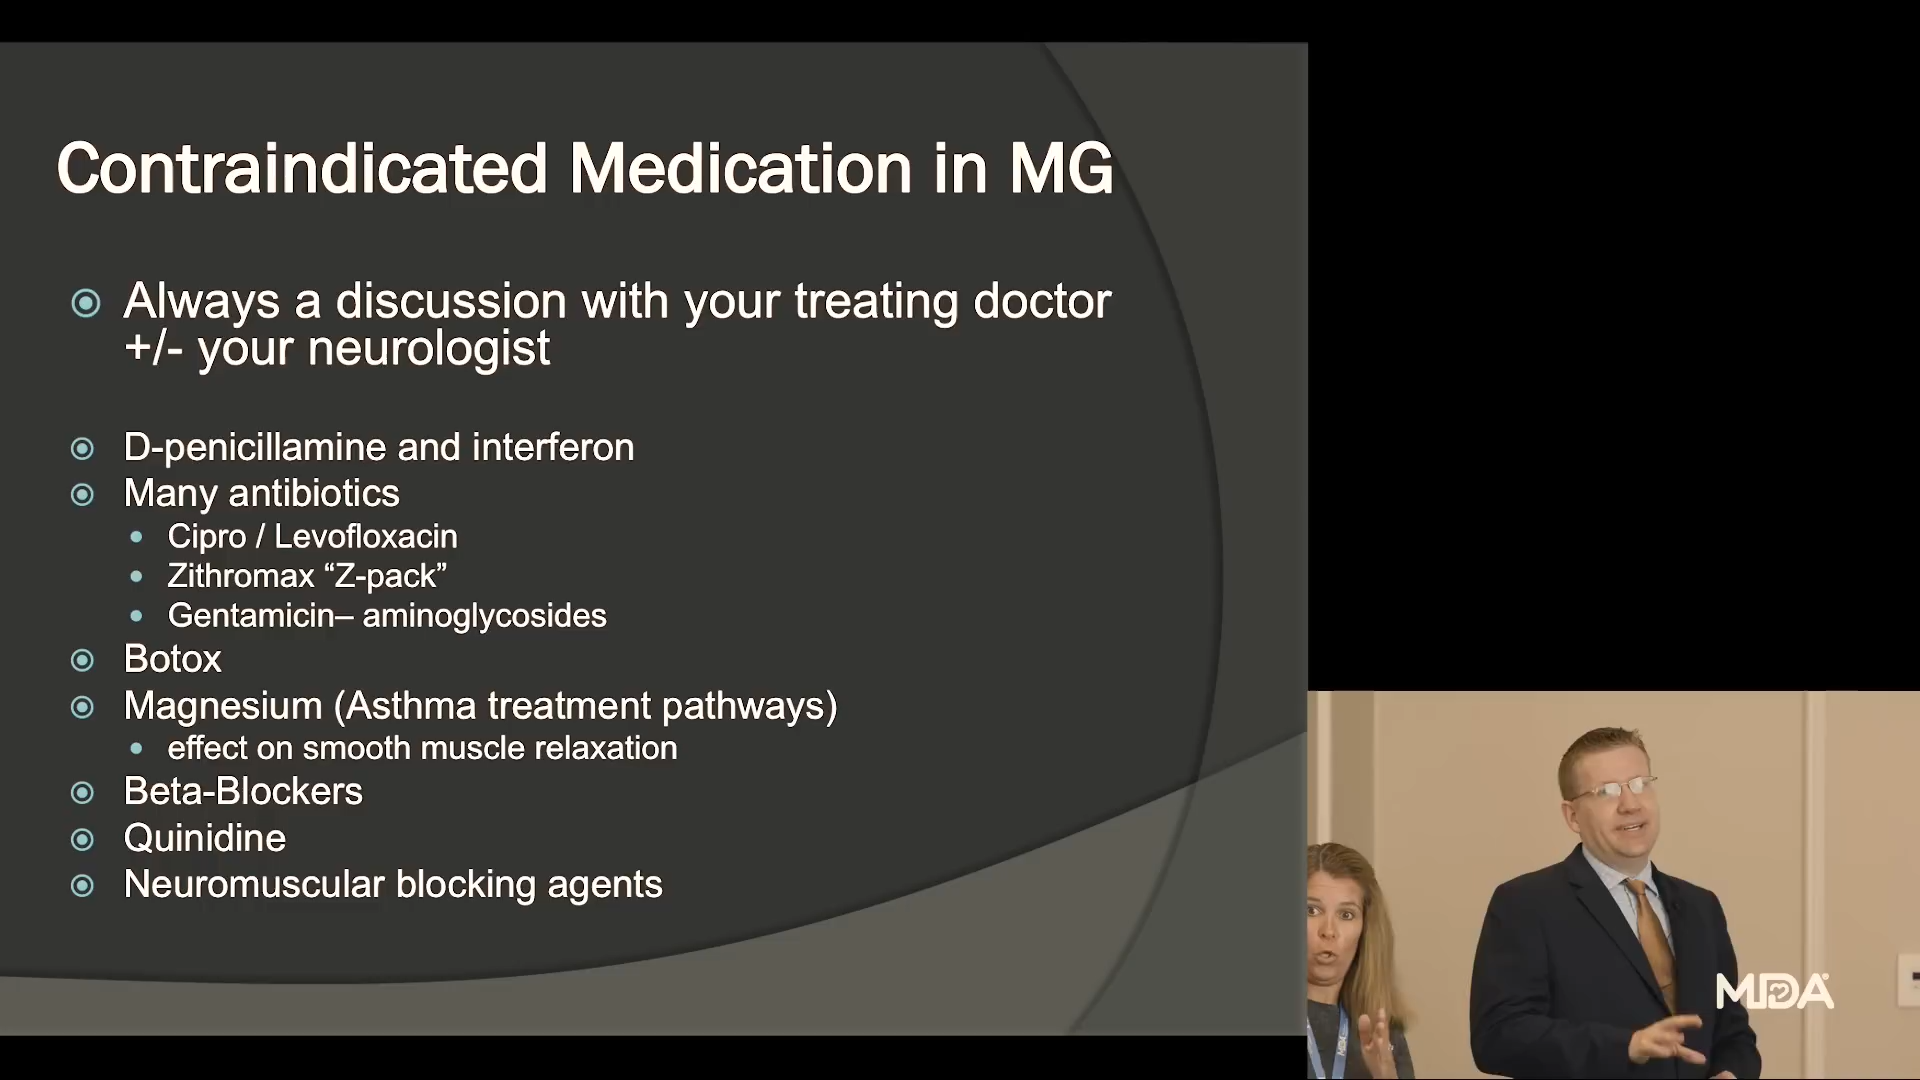 Contraindicated Medication in MG
Always a discussion with your treating doctor
+/- your neurologist
D-penicillamine and interferon
Many antibiotics
Cipro / Levofloxacin
Zithromax “Z-pack”
Gentamicin– aminoglycosides
Botox
Magnesium (Asthma treatment pathways)
effect on smooth muscle relaxation
Beta-Blockers
Quinidine
Neuromuscular blocking agents
MDA
MDA